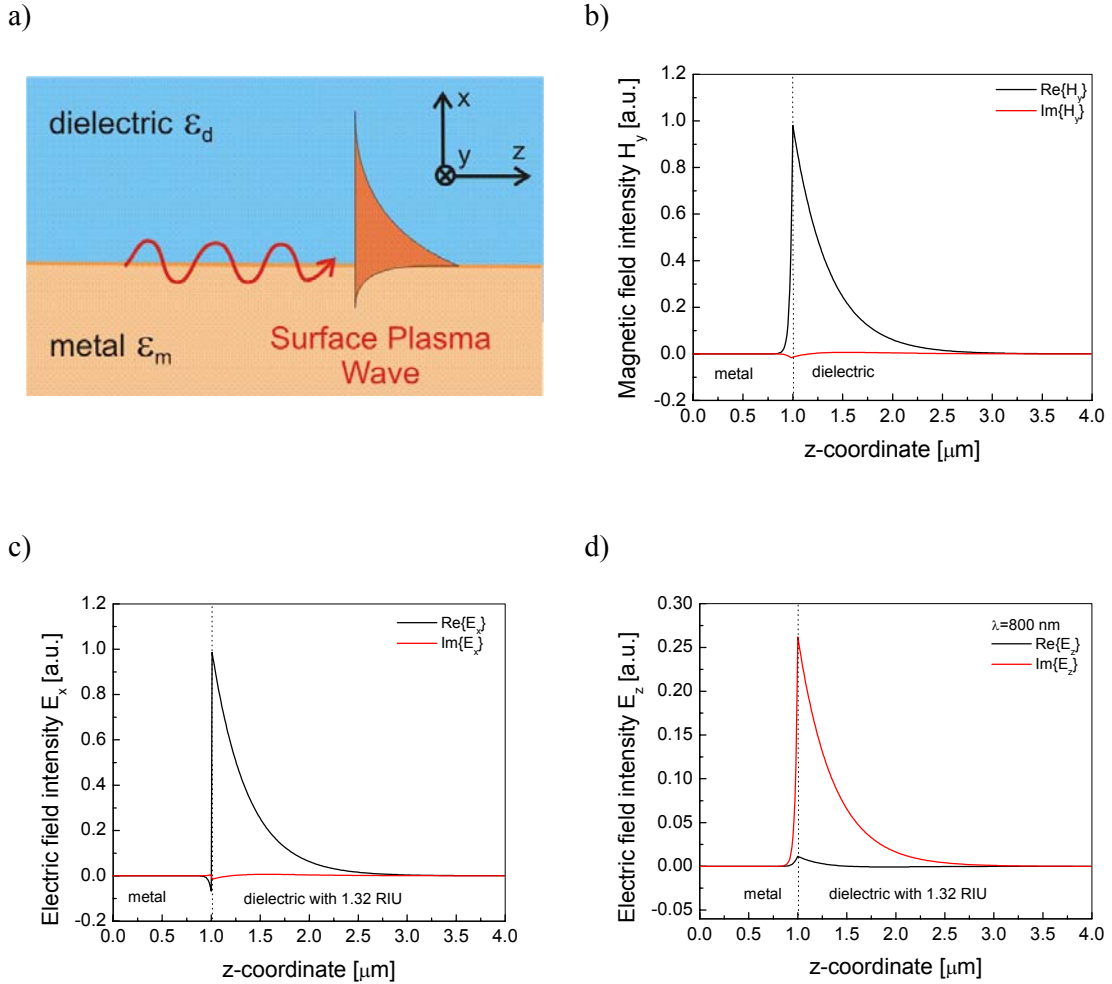 a)
dielectric εd
x
y
z
metal εm
Surface Plasma
Wave
b)
Magnetic field intensity Hy [a.u.]
1.2
1.0
0.8
0.6
0.4
0.2
0.0
-0.2
Re{Hy}
Im{Hy}
metal
dielectric
0.0 0.5 1.0 1.5 2.0 2.5 3.0 3.5 4.0
z-coordinate [μm]
c)
Electric field intensity Ex [a.u.]
1.2
1.0
0.8
0.6
0.4
0.2
0.0
-0.2
Re{Ex}
Im{Ex}
metal
dielectric with 1.32 RIU
0.0 0.5 1.0 1.5 2.0 2.5 3.0 3.5 4.0
z-coordinate [μm]
d)
Electric field intensity Ez [a.u.]
0.30
0.25
0.20
0.15
0.10
0.05
0.00
-0.05
λ=800 nm
Re{Ez}
Im{Ez}
metal
dielectric with 1.32 RIU
0.0 0.5 1.0 1.5 2.0 2.5 3.0 3.5 4.0
z-coordinate [μm]